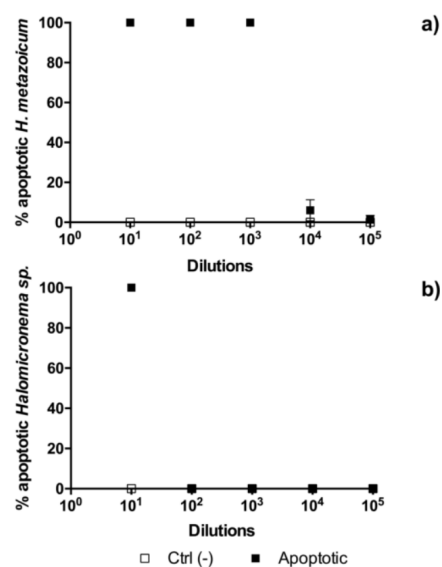 a)
% apoptotic H. metazoicum
100
80
60
40
20
0
10⁰ 10¹ 10² 10³ 10⁴ 10⁵
Dilutions
b)
% apoptotic Halomicronema sp.
100
80
60
40
20
0
10⁰ 10¹ 10² 10³ 10⁴ 10⁵
Dilutions
Ctrl (-) Apoptotic